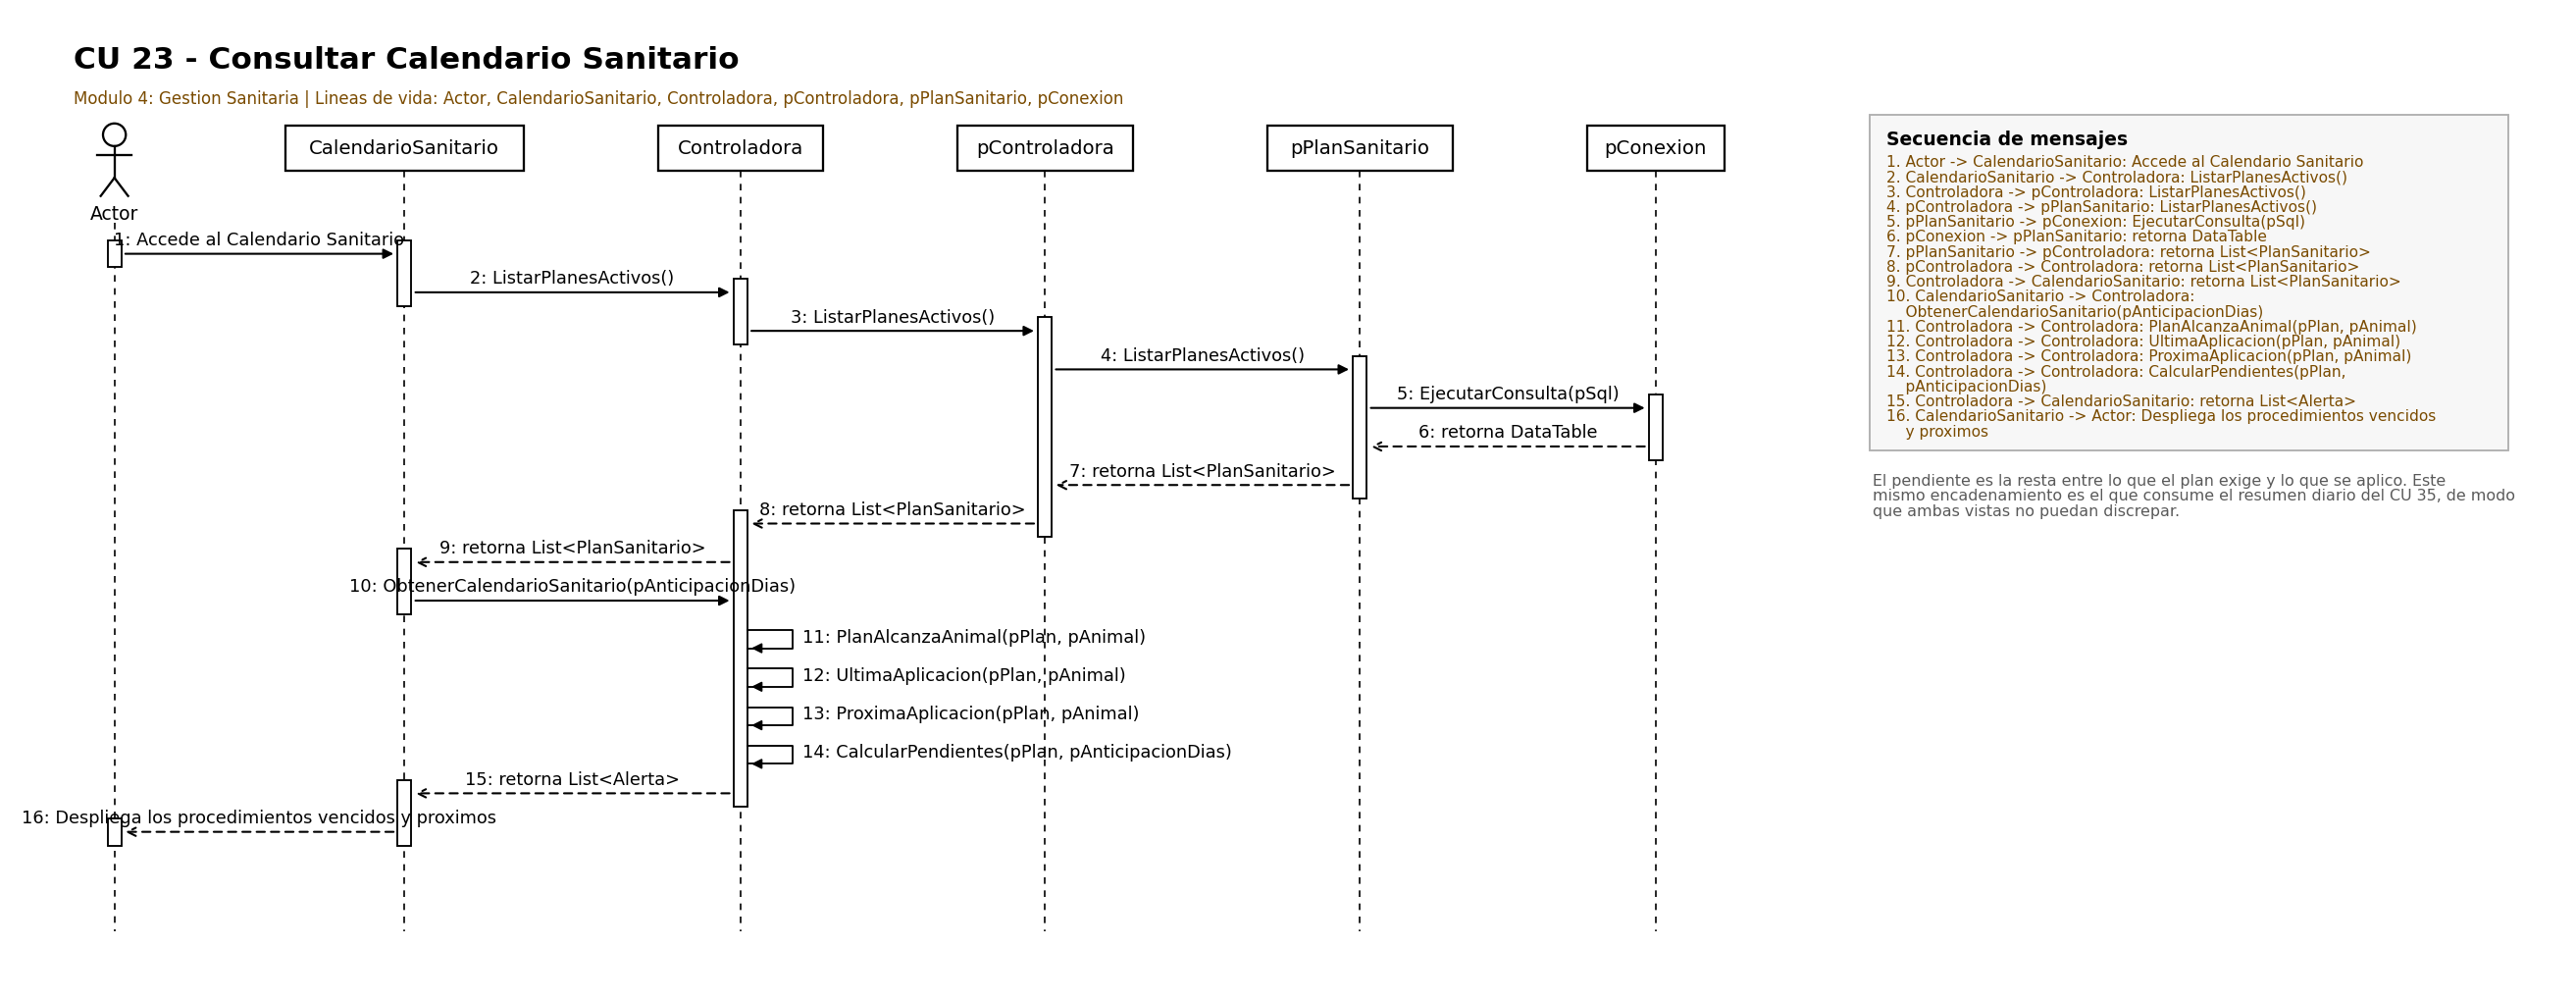 CU 23 - Consultar Calendario Sanitario
Modulo 4: Gestion Sanitaria | Lineas de vida: Actor, CalendarioSanitario, Controladora, pControladora, pPlanSanitario, pConexion
CalendarioSanitario
Controladora
pControladora
pPlanSanitario
pConexion
Actor
1: Accede al Calendario Sanitario
2: ListarPlanesActivos()
3: ListarPlanesActivos()
4: ListarPlanesActivos()
5: EjecutarConsulta(pSql)
6: retorna DataTable
7: retorna List<PlanSanitario>
8: retorna List<PlanSanitario>
9: retorna List<PlanSanitario>
10: ObtenerCalendarioSanitario(pAnticipacionDias)
11: PlanAlcanzaAnimal(pPlan, pAnimal)
12: UltimaAplicacion(pPlan, pAnimal)
13: ProximaAplicacion(pPlan, pAnimal)
14: CalcularPendientes(pPlan, pAnticipacionDias)
15: retorna List<Alerta>
16: Despliega los procedimientos vencidos y proximos
Secuencia de mensajes
1. Actor -> CalendarioSanitario: Accede al Calendario Sanitario
2. CalendarioSanitario -> Controladora: ListarPlanesActivos()
3. Controladora -> pControladora: ListarPlanesActivos()
4. pControladora -> pPlanSanitario: ListarPlanesActivos()
5. pPlanSanitario -> pConexion: EjecutarConsulta(pSql)
6. pConexion -> pPlanSanitario: retorna DataTable
7. pPlanSanitario -> pControladora: retorna List<PlanSanitario>
8. pControladora -> Controladora: retorna List<PlanSanitario>
9. Controladora -> CalendarioSanitario: retorna List<PlanSanitario>
10. CalendarioSanitario -> Controladora:
ObtenerCalendarioSanitario(pAnticipacionDias)
11. Controladora -> Controladora: PlanAlcanzaAnimal(pPlan, pAnimal)
12. Controladora -> Controladora: UltimaAplicacion(pPlan, pAnimal)
13. Controladora -> Controladora: ProximaAplicacion(pPlan, pAnimal)
14. Controladora -> Controladora: CalcularPendientes(pPlan,
pAnticipacionDias)
15. Controladora -> CalendarioSanitario: retorna List<Alerta>
16. CalendarioSanitario -> Actor: Despliega los procedimientos vencidos
y proximos
El pendiente es la resta entre lo que el plan exige y lo que se aplico. Este
mismo encadenamiento es el que consume el resumen diario del CU 35, de modo
que ambas vistas no puedan discrepar.